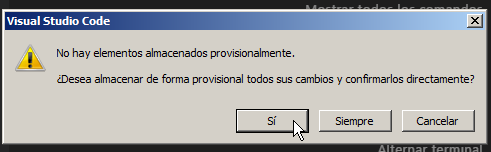 Mostrar todos los comandos
Visual Studio Code
No hay elementos almacenados provisionalmente.
¿Desea almacenar de forma provisional todos sus cambios y confirmarlos directamente?
Sí
Siempre
Cancelar
Alternar terminal